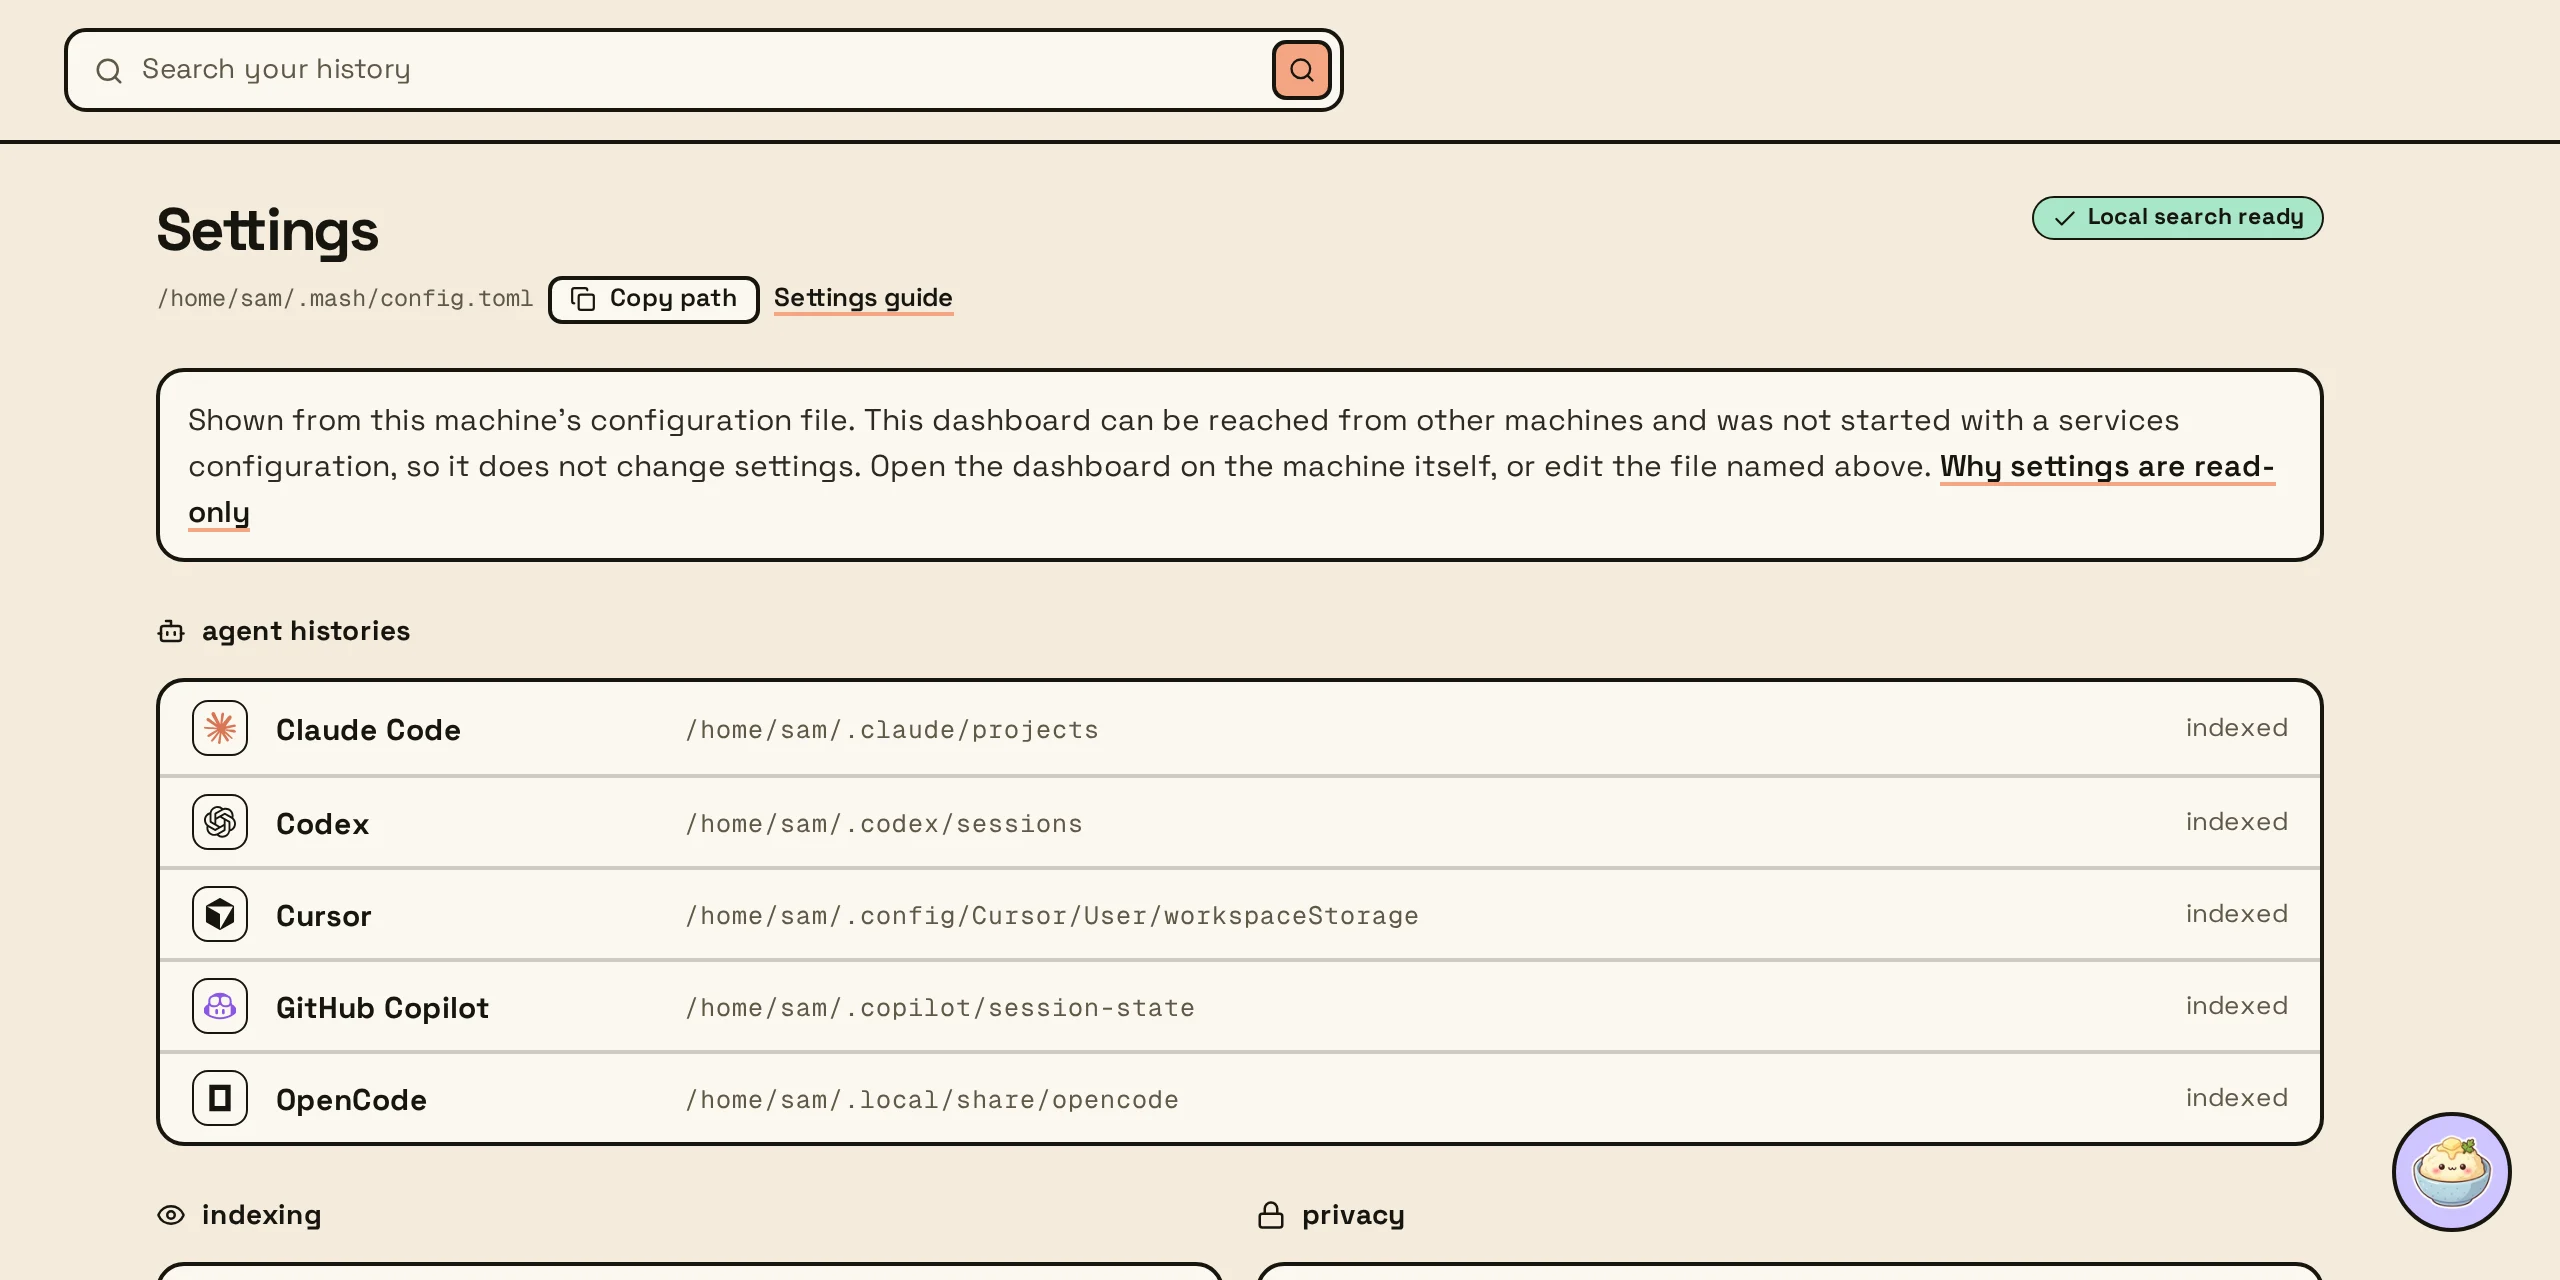 Search your history
Settings
Local search ready
/home/sam/.mash/config.toml
Copy path
Settings guide
Shown from this machine’s configuration file. This dashboard can be reached from other machines and was not started with a services
configuration, so it does not change settings. Open the dashboard on the machine itself, or edit the file named above. Why settings are read-
only
agent histories
Claude Code /home/sam/.claude/projects indexed
Codex /home/sam/.codex/sessions indexed
Cursor /home/sam/.config/Cursor/User/workspaceStorage indexed
GitHub Copilot /home/sam/.copilot/session-state indexed
OpenCode /home/sam/.local/share/opencode indexed
indexing
privacy